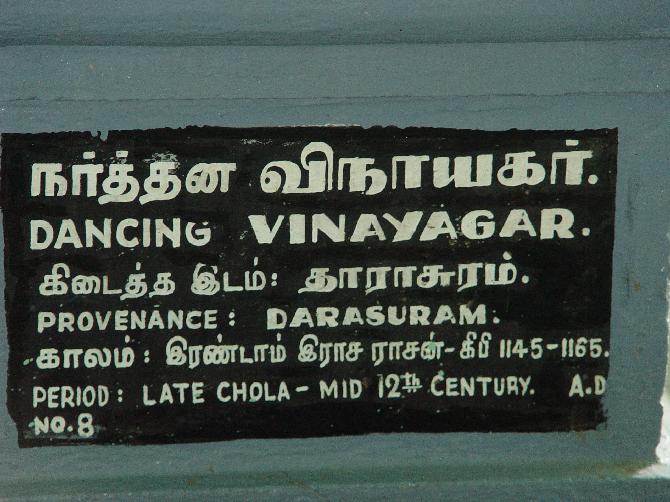 நர்த்தன விநாயகர்.
DANCING VINAYAGAR.
கிடைத்த இடம்: தாராசுரம்.
PROVENANCE: DARASURAM.
காலம்: இரண்டாம் இராச ராசன்-கிபி 1145-1165.
PERIOD: LATE CHOLA - MID 12th CENTURY. A.D
NO.8